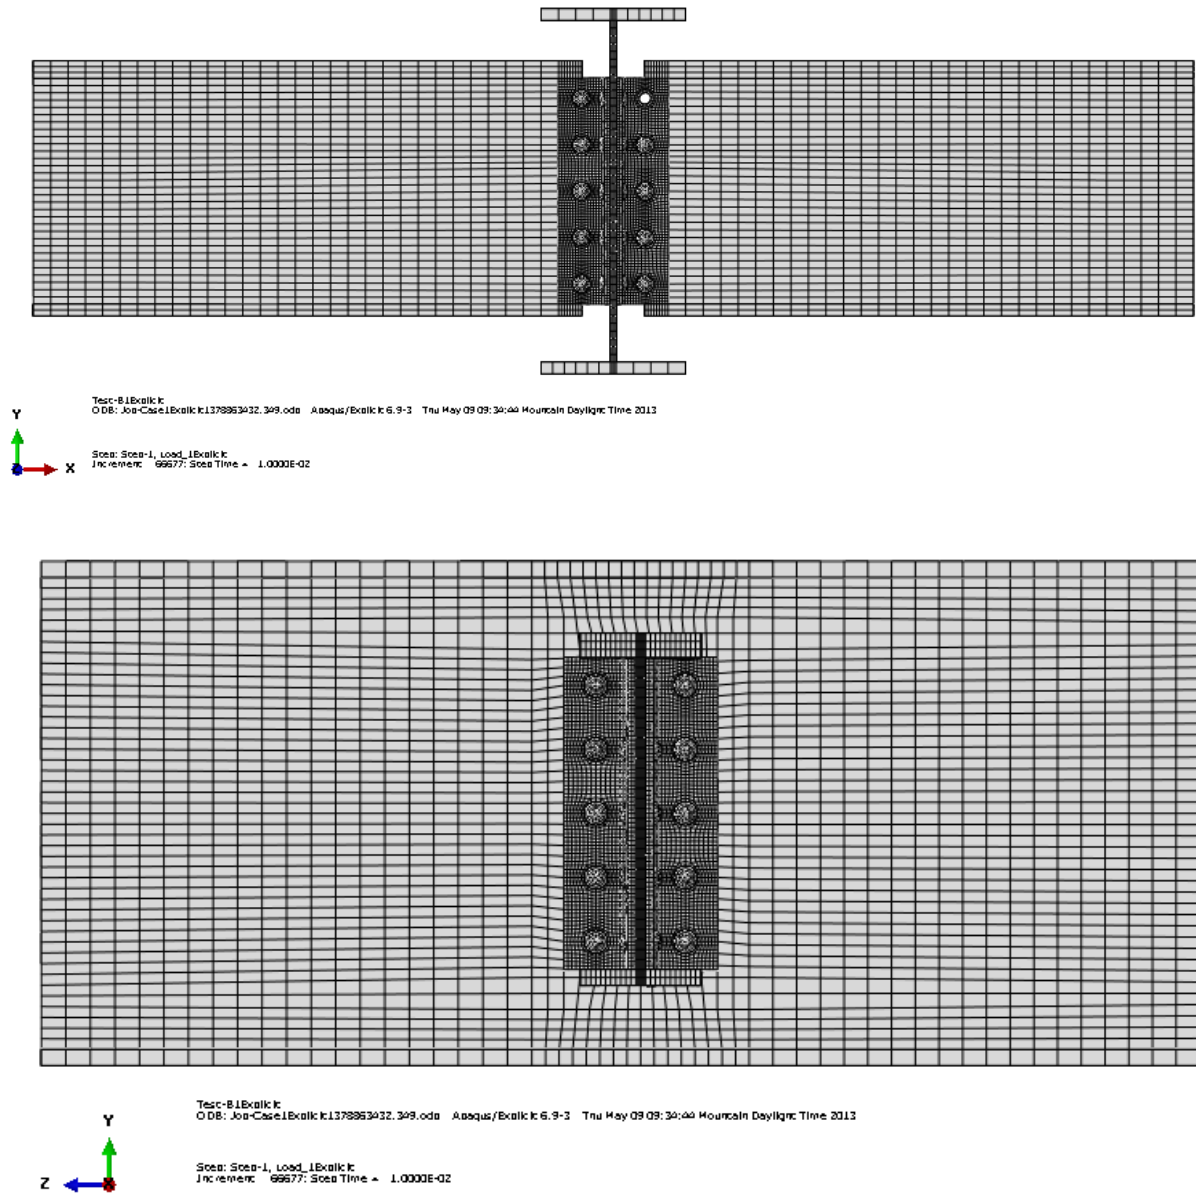 Y
Test-B1Explicit
ODB: Job-Case1Explicit1378863432.349.odb Abaqus/Explicit 6.9-3 Thu May 09 09:34:44 Mountain Daylight Time 2013
X
Step: Step-1, Load_1Explicit
Increment 66677: Step Time = 1.0000E-02
Test-B1Explicit
ODB: Job-Case1Explicit1378863432.349.odb Abaqus/Explicit 6.9-3 Thu May 09 09:34:44 Mountain Daylight Time 2013
Y
Step: Step-1, Load_1Explicit
Increment 66677: Step Time = 1.0000E-02
Z
X